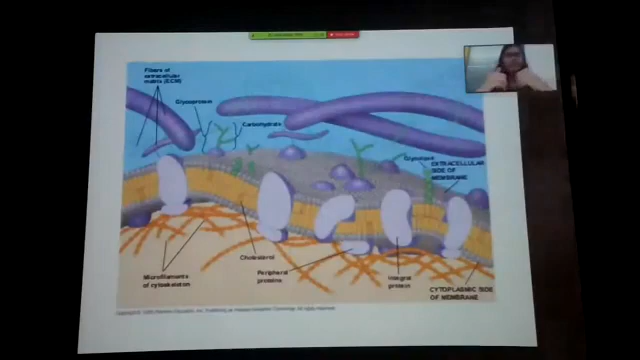 Fibers of
extracellular
matrix (ECM)
Glycoprotein
Carbohydrate
Glycolipid
EXTRACELLULAR
SIDE OF
MEMBRANE
Cholesterol
Microfilaments
of cytoskeleton
Peripheral
proteins
Integral
protein
CYTOPLASMIC SIDE
OF MEMBRANE